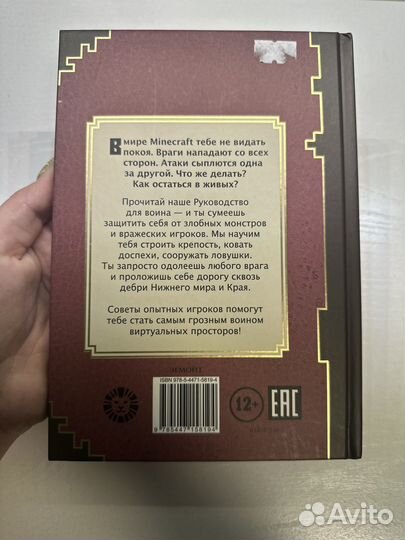 В мире Minecraft тебе не видать
покоя. Враги нападают со всех
сторон. Атаки сыплются одна
за другой. Что же делать?
Как остаться в живых?
Прочитай наше Руководство
для воина — и ты сумеешь
защитить себя от злобных монстров
и вражеских игроков. Мы научим
тебя строить крепость, ковать
доспехи, сооружать ловушки.
Ты запросто одолеешь любого врага
и проложишь себе дорогу сквозь
дебри Нижнего мира и Края.
Советы опытных игроков помогут
тебе стать самым грозным воином
виртуальных просторов!
ЭГМОНТ
ISBN 978-5-4471-5819-4
9 785447 158194
12+
EAC
Avito